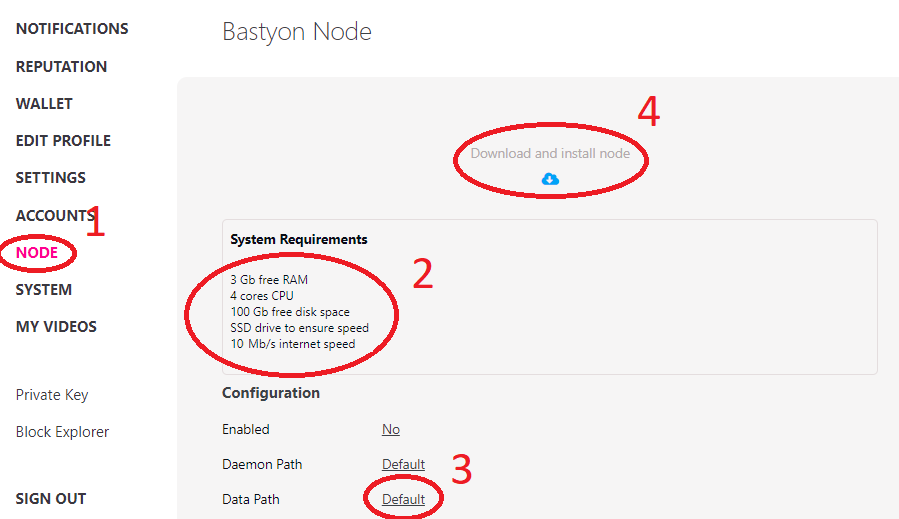 NOTIFICATIONS
REPUTATION
WALLET
EDIT PROFILE
SETTINGS
ACCOUNTS
1
NODE
SYSTEM
MY VIDEOS
Private Key
Block Explorer
SIGN OUT
Bastyon Node
4
Download and install node
System Requirements
2
3 Gb free RAM
4 cores CPU
100 Gb free disk space
SSD drive to ensure speed
10 Mb/s internet speed
Configuration
Enabled No
Daemon Path Default
3
Data Path Default